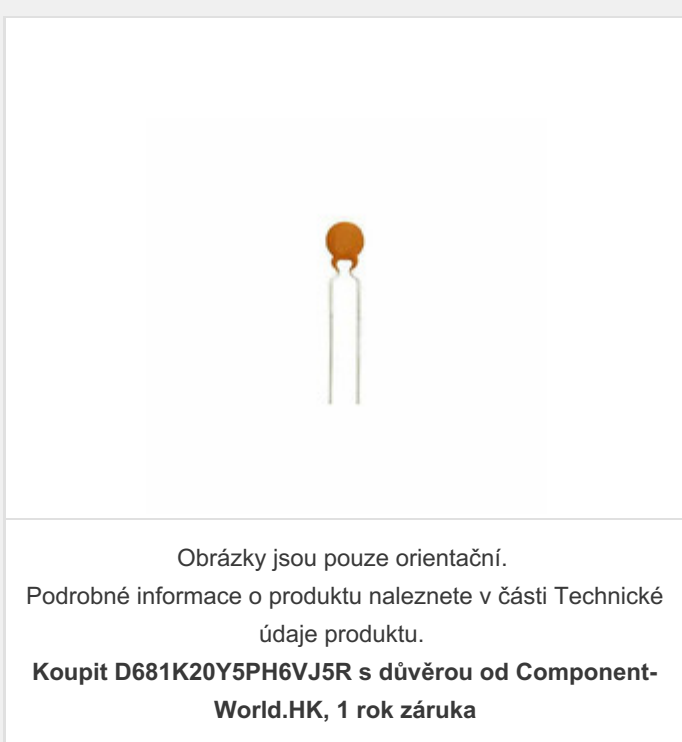 Obrázky jsou pouze orientační.
Podrobné informace o produktu naleznete v části Technické
údaje produktu.
Koupit D681K20Y5PH6VJ5R s důvěrou od Component-
World.HK, 1 rok záruka